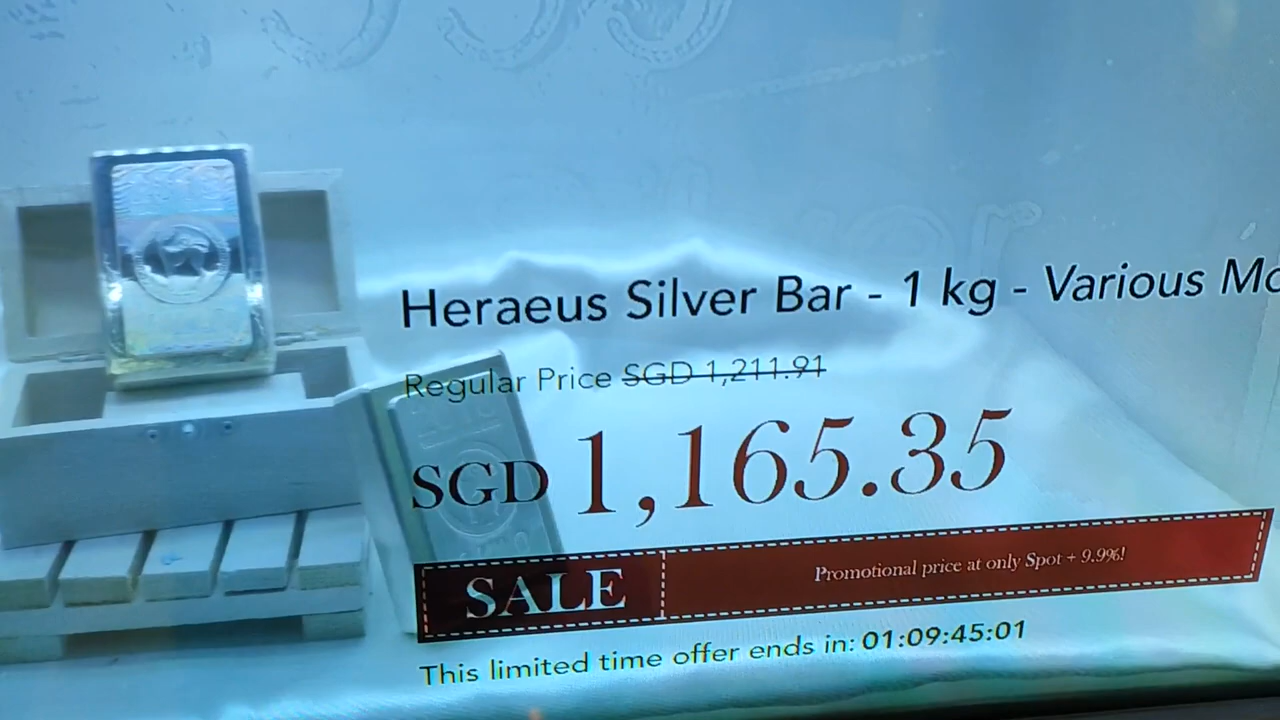 Heraeus Silver Bar - 1 kg - Various
Regular Price SGD 1,211.91
SGD 1,165.35
SALE
Promotional price at only Spot + 9.9%!
This limited time offer ends in: 01:09:45:01